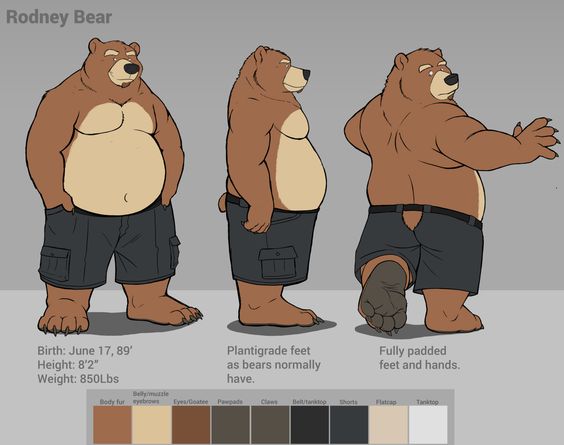 Rodney Bear
Birth: June 17, 89'
Height: 8'2"
Weight: 850Lbs
Plantigrade feet
as bears normally
have.
Fully padded
feet and hands.
Body fur
Belly/muzzle
eyebrows
Eyes/Goatee
Pawpads
Claws
Belt/tanktop
Shorts
Flatcap
Tanktop